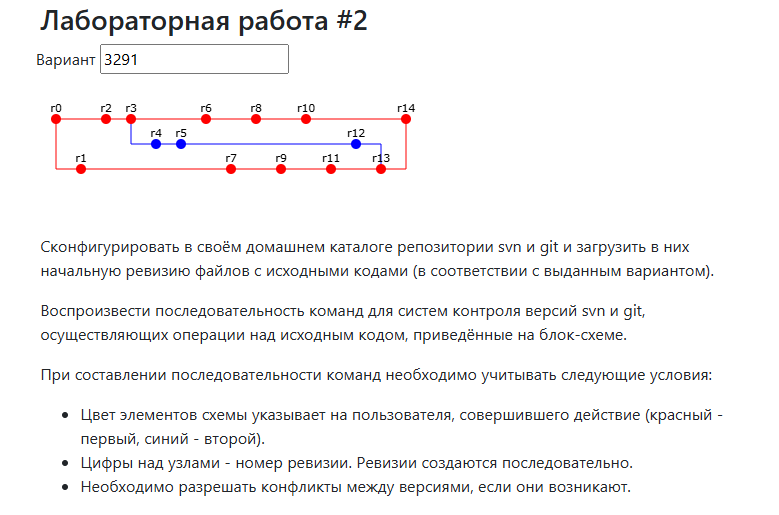 Лабораторная работа #2
Вариант 3291
r0 r2 r3 r6 r8 r10 r14
r4 r5 r12
r1 r7 r9 r11 r13
Сконфигурировать в своём домашнем каталоге репозитории svn и git и загрузить в них
начальную ревизию файлов с исходными кодами (в соответствии с выданным вариантом).
Воспроизвести последовательность команд для систем контроля версий svn и git,
осуществляющих операции над исходным кодом, приведённые на блок-схеме.
При составлении последовательности команд необходимо учитывать следующие условия:
• Цвет элементов схемы указывает на пользователя, совершившего действие (красный -
первый, синий - второй).
• Цифры над узлами - номер ревизии. Ревизии создаются последовательно.
• Необходимо разрешать конфликты между версиями, если они возникают.